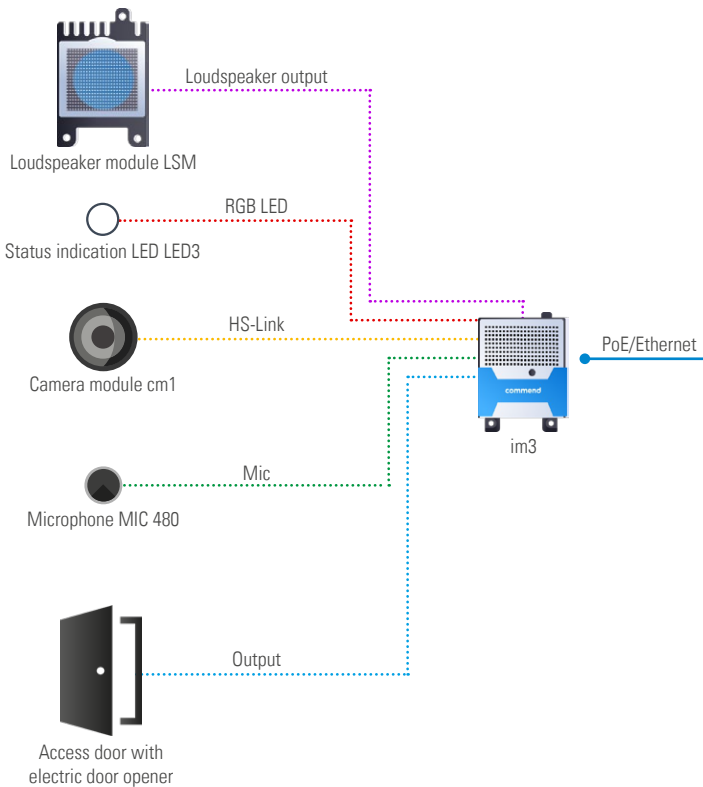 Loudspeaker output
Loudspeaker module LSM
RGB LED
Status indication LED LED3
HS-Link
Camera module cm1
PoE/Ethernet
commend
im3
Mic
Microphone MIC 480
Output
Access door with
electric door opener